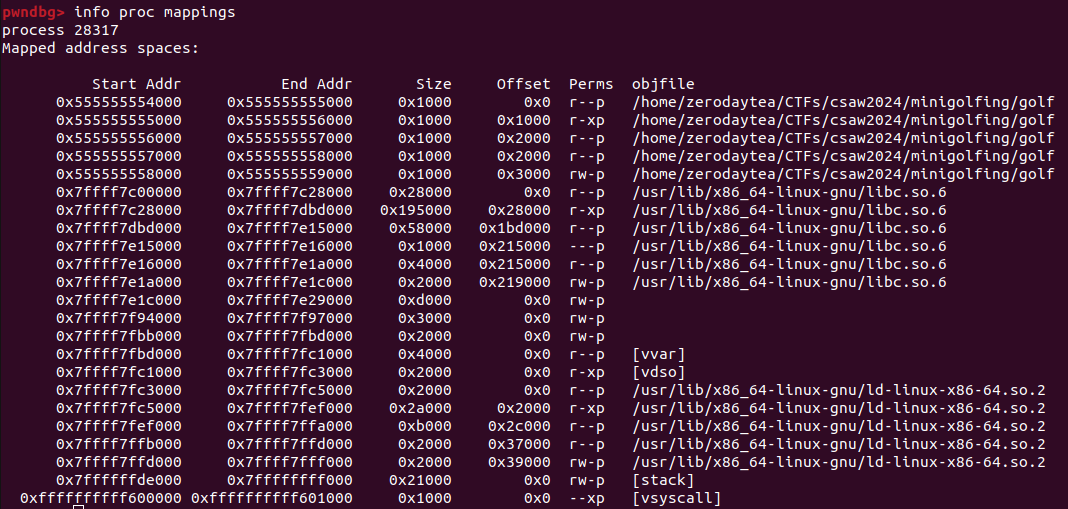 pwndbg> info proc mappings
process 28317
Mapped address spaces:
Start Addr End Addr Size Offset Perms objfile
0x555555554000 0x555555555000 0x1000 0x0 r--p /home/zerodaytea/CTFs/csaw2024/minigolfing/golf
0x555555555000 0x555555556000 0x1000 0x1000 r-xp /home/zerodaytea/CTFs/csaw2024/minigolfing/golf
0x555555556000 0x555555557000 0x1000 0x2000 r--p /home/zerodaytea/CTFs/csaw2024/minigolfing/golf
0x555555557000 0x555555558000 0x1000 0x2000 r--p /home/zerodaytea/CTFs/csaw2024/minigolfing/golf
0x555555558000 0x555555559000 0x1000 0x3000 rw-p /home/zerodaytea/CTFs/csaw2024/minigolfing/golf
0x7ffff7c00000 0x7ffff7c28000 0x28000 0x0 r--p /usr/lib/x86_64-linux-gnu/libc.so.6
0x7ffff7c28000 0x7ffff7dbd000 0x195000 0x28000 r-xp /usr/lib/x86_64-linux-gnu/libc.so.6
0x7ffff7dbd000 0x7ffff7e15000 0x58000 0x1bd000 r--p /usr/lib/x86_64-linux-gnu/libc.so.6
0x7ffff7e15000 0x7ffff7e16000 0x1000 0x215000 ---p /usr/lib/x86_64-linux-gnu/libc.so.6
0x7ffff7e16000 0x7ffff7e1a000 0x4000 0x215000 r--p /usr/lib/x86_64-linux-gnu/libc.so.6
0x7ffff7e1a000 0x7ffff7e1c000 0x2000 0x219000 rw-p /usr/lib/x86_64-linux-gnu/libc.so.6
0x7ffff7e1c000 0x7ffff7e29000 0xd000 0x0 rw-p
0x7ffff7f94000 0x7ffff7f97000 0x3000 0x0 rw-p
0x7ffff7fbb000 0x7ffff7fbd000 0x2000 0x0 rw-p
0x7ffff7fbd000 0x7ffff7fc1000 0x4000 0x0 r--p [vvar]
0x7ffff7fc1000 0x7ffff7fc3000 0x2000 0x0 r-xp [vdso]
0x7ffff7fc3000 0x7ffff7fc5000 0x2000 0x0 r--p /usr/lib/x86_64-linux-gnu/ld-linux-x86-64.so.2
0x7ffff7fc5000 0x7ffff7fef000 0x2a000 0x2000 r-xp /usr/lib/x86_64-linux-gnu/ld-linux-x86-64.so.2
0x7ffff7fef000 0x7ffff7ffa000 0xb000 0x2c000 r--p /usr/lib/x86_64-linux-gnu/ld-linux-x86-64.so.2
0x7ffff7ffb000 0x7ffff7ffd000 0x2000 0x37000 r--p /usr/lib/x86_64-linux-gnu/ld-linux-x86-64.so.2
0x7ffff7ffd000 0x7ffff7fff000 0x2000 0x39000 rw-p /usr/lib/x86_64-linux-gnu/ld-linux-x86-64.so.2
0x7ffffffde000 0x7ffffffff000 0x21000 0x0 rw-p [stack]
0xffffffffff600000 0xffffffffff601000 0x1000 0x0 --xp [vsyscall]